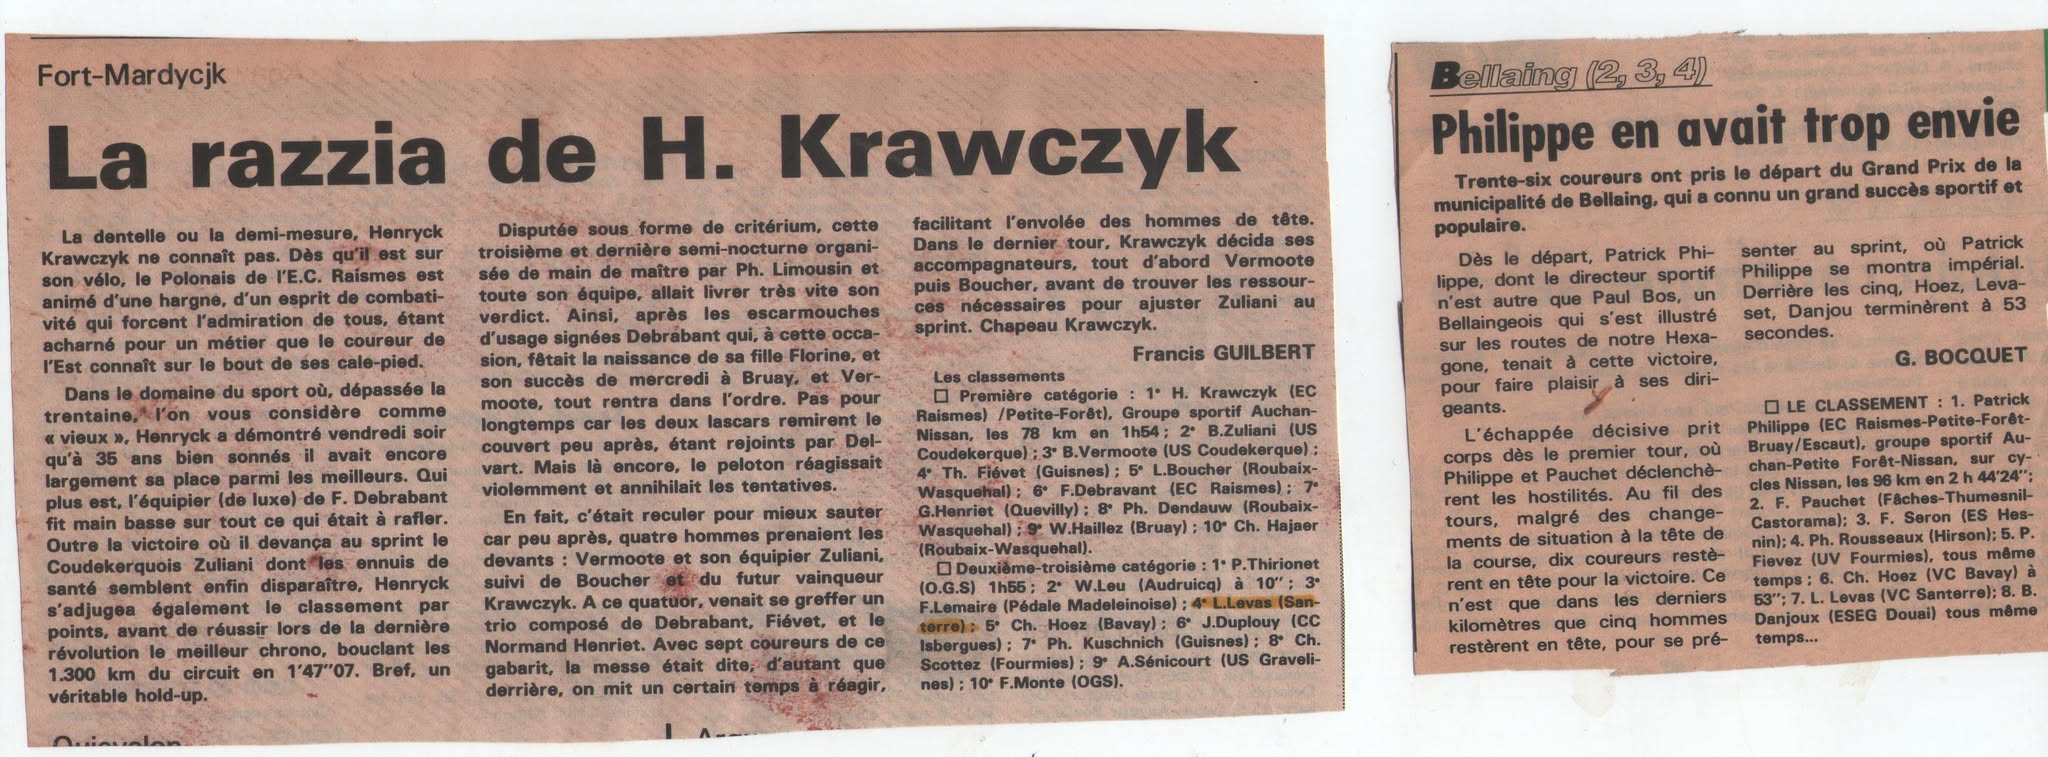 Fort-Mardycjk
La razzia de H. Krawczyk
La dentelle ou la demi-mesure, Henryck
Krawczyk ne connaît pas. Dès qu'il est sur
son vélo, le Polonais de l'E.C. Raismes est
animé d'une hargne, d'un esprit de combati-
vité qui forcent l'admiration de tous, étant
acharné pour un métier que le coureur de
l'Est connaît sur le bout de ses cale-pied.
Dans le domaine du sport où, dépassée la
trentaine, l'on vous considère comme
« vieux », Henryck a démontré vendredi soir
qu'à 35 ans bien sonnés il avait encore
largement sa place parmi les meilleurs. Qui
plus est, l'équipier (de luxe) de F. Debrabant
fit main basse sur tout ce qui était à rafler.
Outre la victoire où il devança au sprint le
Coudekerquois Zuliani dont les ennuis de
santé semblent enfin disparaître, Henryck
s'adjugea également le classement par
points, avant de réussir lors de la dernière
révolution le meilleur chrono, bouclant les
1.300 km du circuit en 1'47"07. Bref, un
véritable hold-up.
Disputée sous forme de critérium, cette
troisième et dernière semi-nocturne organi-
sée de main de maître par Ph. Limousin et
toute son équipe, allait livrer très vite son
verdict. Ainsi, après les escarmouches
d'usage signées Debrabant qui, à cette occa-
sion, fêtait la naissance de sa fille Florine, et
son succès de mercredi à Bruay, et Ver-
moote, tout rentra dans l'ordre. Pas pour
longtemps car les deux lascars remirent le
couvert peu après, étant rejoints par Del-
vart. Mais là encore, le peloton réagissait
violemment et annihilait les tentatives.
En fait, c'était reculer pour mieux sauter
car peu après, quatre hommes prenaient les
devants : Vermoote et son équipier Zuliani,
suivi de Boucher et du futur vainqueur
Krawczyk. A ce quatuor, venait se greffer un
trio composé de Debrabant, Fiévet, et le
Normand Henriet. Avec sept coureurs de ce
gabarit, la messe était dite, d'autant que
derrière, on mit un certain temps à réagir,
facilitant l'envolée des hommes de tête.
Dans le dernier tour, Krawczyk décida ses
accompagnateurs, tout d'abord Vermoote
puis Boucher, avant de trouver les ressour-
ces nécessaires pour ajuster Zuliani au
sprint. Chapeau Krawczyk.
Francis GUILBERT
Les classements
□ Première catégorie : 1° H. Krawczyk (EC
Raismes) /Petite-Forêt), Groupe sportif Auchan-
Nissan, les 78 km en 1h54 ; 2° B.Zuliani (US
Coudekerque) ; 3° B.Vermoote (US Coudekerque) ;
4° Th. Fiévet (Guisnes) ; 5° L.Boucher (Roubaix-
Wasquehal) ; 6° F.Debravant (EC Raismes) ; 7°
G.Henriet (Quevilly) ; 8° Ph. Dendauw (Roubaix-
Wasquehal) ; 9° W.Haillez (Bruay) ; 10° Ch. Hajaer
(Roubaix-Wasquehal).
□ Deuxième-troisième catégorie : 1° P.Thirionet
(O.G.S) 1h55 ; 2° W.Leu (Audruicq) à 10" ; 3°
F.Lemaire (Pédale Madeleinoise) ; 4° L.Levas (San-
terre) ; 5° Ch. Hoez (Bavay) ; 6° J.Duplouy (CC
Isbergues) ; 7° Ph. Kuschnich (Guisnes) ; 8° Ch.
Scottez (Fourmies) ; 9° A.Sénicourt (US Graveli-
nes) ; 10° F.Monte (OGS).
Bellaing (2, 3, 4)
Philippe en avait trop envie
Trente-six coureurs ont pris le départ du Grand Prix de la
municipalité de Bellaing, qui a connu un grand succès sportif et
populaire.
Dès le départ, Patrick Phi-
lippe, dont le directeur sportif
n'est autre que Paul Bos, un
Bellaingeois qui s'est illustré
sur les routes de notre Hexa-
gone, tenait à cette victoire,
pour faire plaisir à ses diri-
geants.
L'échappée décisive prit
corps dès le premier tour, où
Philippe et Pauchet déclenchè-
rent les hostilités. Au fil des
tours, malgré des change-
ments de situation à la tête de
la course, dix coureurs restè-
rent en tête pour la victoire. Ce
n'est que dans les derniers
kilomètres que cinq hommes
restèrent en tête, pour se pré-
senter au sprint, où Patrick
Philippe se montra impérial.
Derrière les cinq, Hoez, Leva-
set, Danjou terminèrent à 53
secondes.
G. BOCQUET
□ LE CLASSEMENT : 1. Patrick
Philippe (EC Raismes-Petite-Forêt-
Bruay/Escaut), groupe sportif Au-
chan-Petite Forêt-Nissan, sur cy-
cles Nissan, les 96 km en 2 h 44'24";
2. F. Pauchet (Fâches-Thumesnil-
Castorama); 3. F. Seron (ES Hes-
nin); 4. Ph. Rousseaux (Hirson); 5. P.
Fievez (UV Fourmies), tous même
temps ; 6. Ch. Hoez (VC Bavay) à
53"; 7. L. Levas (VC Santerre); 8. B.
Danjoux (ESEG Douai) tous même
temps...